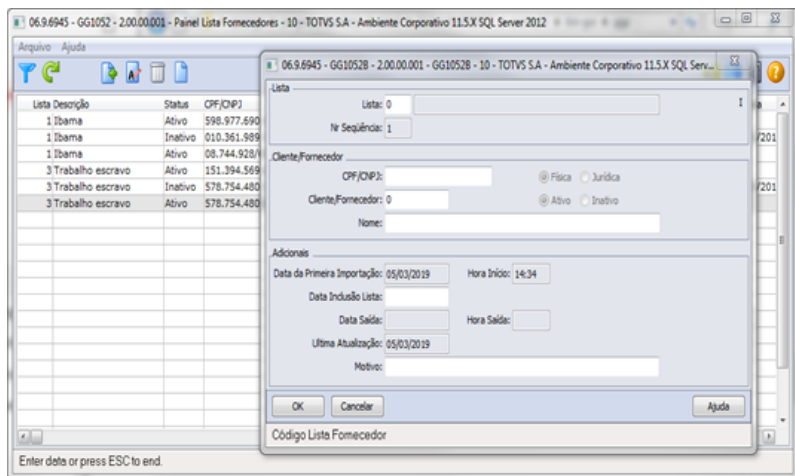 06.9.6945 - GG1052 - 2.00.00.001 - Painel Lista Fornecedores - 10 - TOTVS S.A - Ambiente Corporativo 11.5.X SQL Server 2012
Arquivo Ajuda
Lista Descrição Status CPF/CNPJ
1 Ibama Ativo 598.977.690
1 Ibama Inativo 010.361.989 /201
1 Ibama Ativo 08.744.928/
3 Trabalho escravo Ativo 151.394.569
3 Trabalho escravo Inativo 578.754.480 /201
3 Trabalho escravo Ativo 578.754.480
Enter data or press ESC to end.
06.9.6945 - GG1052B - 2.00.00.001 - GG1052B - 10 - TOTVS S.A - Ambiente Corporativo 11.5.X SQL Serv...
Lista
Lista: 0 I
Nr Seqüência: 1
Cliente/Fornecedor
CPF/CNPJ: Física Jurídica
Cliente/Fornecedor: 0 Ativo Inativo
Nome:
Adicionais
Data da Primeira Importação: 05/03/2019 Hora Início: 14:34
Data Inclusão Lista:
Data Saída: Hora Saída:
Ultima Atualização: 05/03/2019
Motivo:
OK Cancelar Ajuda
Código Lista Fornecedor